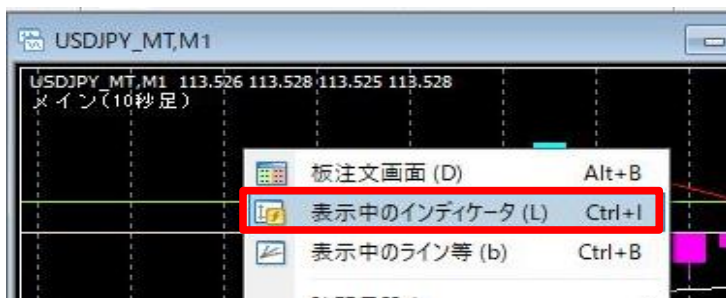 USDJPY_MT,M1
USDJPY_MT,M1 113.526 113.528 113.525 113.528
メイン(10秒足)
板注文画面 (D) Alt+B
表示中のインディケータ (L) Ctrl+I
表示中のライン等 (b) Ctrl+B